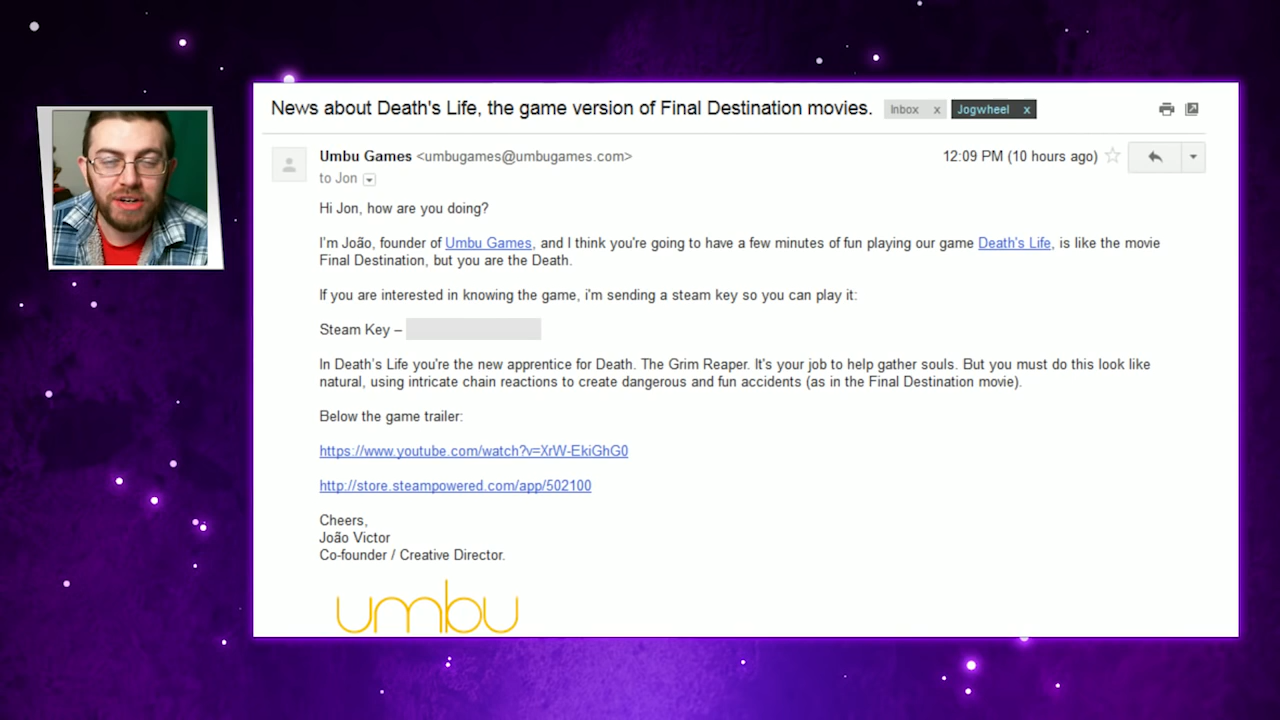 News about Death's Life, the game version of Final Destination movies. Inbox x Jogwheel x
Umbu Games <umbugames@umbugames.com> 12:09 PM (10 hours ago)
to Jon
Hi Jon, how are you doing?
I'm João, founder of Umbu Games, and I think you're going to have a few minutes of fun playing our game Death's Life, is like the movie
Final Destination, but you are the Death.
If you are interested in knowing the game, i'm sending a steam key so you can play it:
Steam Key –
In Death's Life you're the new apprentice for Death. The Grim Reaper. It's your job to help gather souls. But you must do this look like
natural, using intricate chain reactions to create dangerous and fun accidents (as in the Final Destination movie).
Below the game trailer:
https://www.youtube.com/watch?v=XrW-EkiGhG0
http://store.steampowered.com/app/502100
Cheers,
João Victor
Co-founder / Creative Director.
umbu